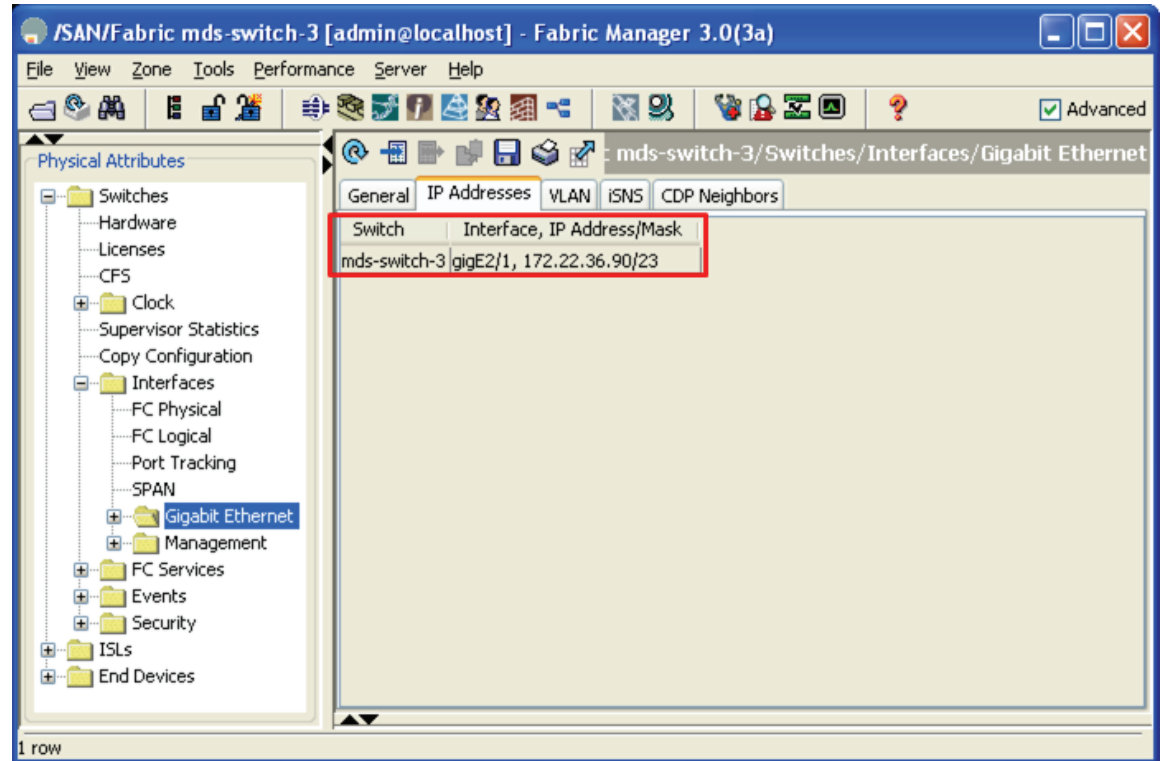 /SAN/Fabric mds-switch-3 [admin@localhost] - Fabric Manager 3.0(3a)
File View Zone Tools Performance Server Help
Advanced
Physical Attributes
Switches
Hardware
Licenses
CFS
Clock
Supervisor Statistics
Copy Configuration
Interfaces
FC Physical
FC Logical
Port Tracking
SPAN
Gigabit Ethernet
Management
FC Services
Events
Security
ISLs
End Devices
: mds-switch-3/Switches/Interfaces/Gigabit Ethernet
General IP Addresses VLAN iSNS CDP Neighbors
Switch Interface, IP Address/Mask
mds-switch-3 gigE2/1, 172.22.36.90/23
1 row